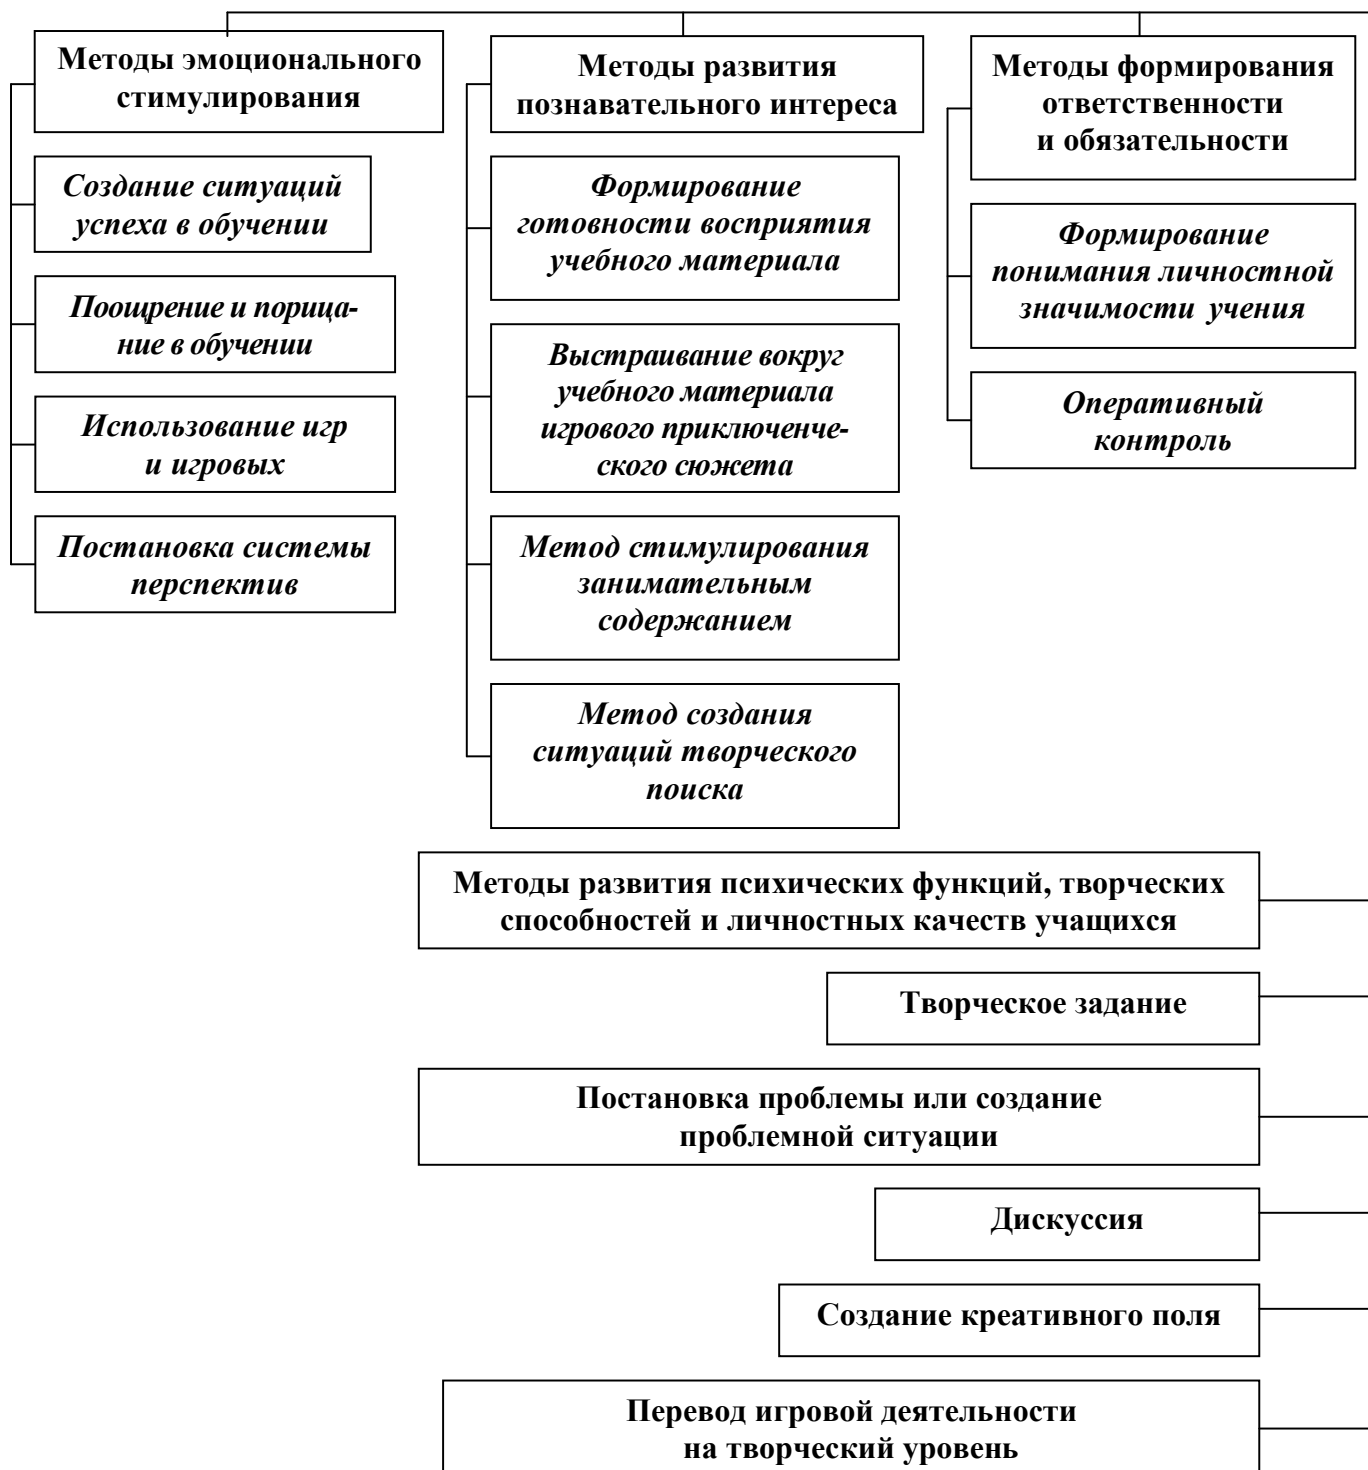 Методы эмоционального
стимулирования
Создание ситуаций
успеха в обучении
Поощрение и порица-
ние в обучении
Использование игр
и игровых
Постановка системы
перспектив
Методы развития
познавательного интереса
Формирование
готовности восприятия
учебного материала
Выстраивание вокруг
учебного материала
игрового приключенче-
ского сюжета
Метод стимулирования
занимательным
содержанием
Метод создания
ситуаций творческого
поиска
Методы формирования
ответственности
и обязательности
Формирование
понимания личностной
значимости учения
Оперативный
контроль
Методы развития психических функций, творческих
способностей и личностных качеств учащихся
Творческое задание
Постановка проблемы или создание
проблемной ситуации
Дискуссия
Создание креативного поля
Перевод игровой деятельности
на творческий уровень